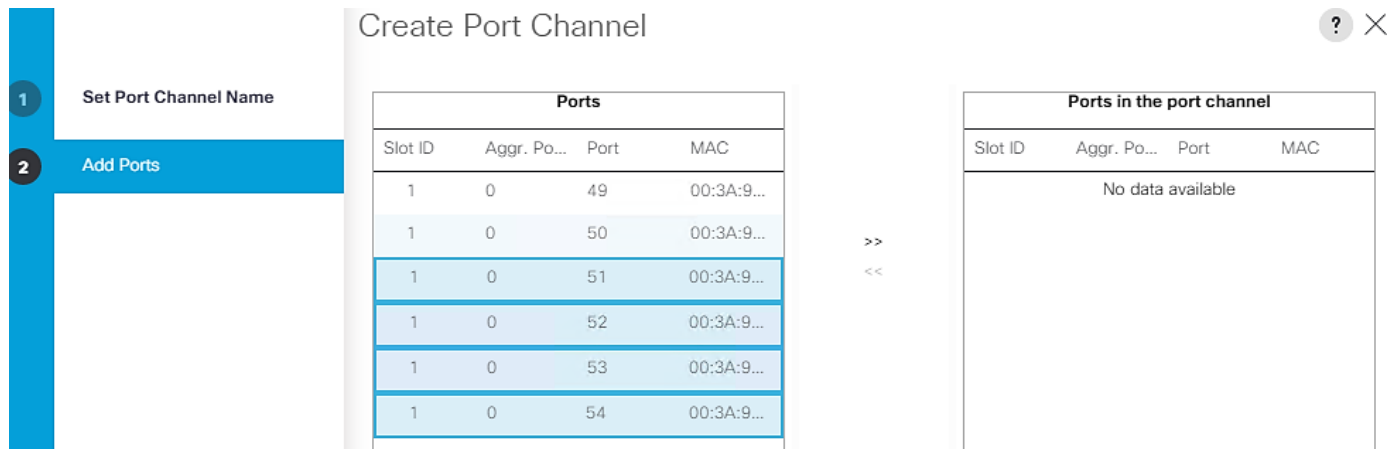 Create Port Channel
?
1 Set Port Channel Name
2 Add Ports
Ports
Slot ID Aggr. Po... Port MAC
1 0 49 00:3A:9...
1 0 50 00:3A:9...
1 0 51 00:3A:9...
1 0 52 00:3A:9...
1 0 53 00:3A:9...
1 0 54 00:3A:9...
>>
<<
Ports in the port channel
Slot ID Aggr. Po... Port MAC
No data available